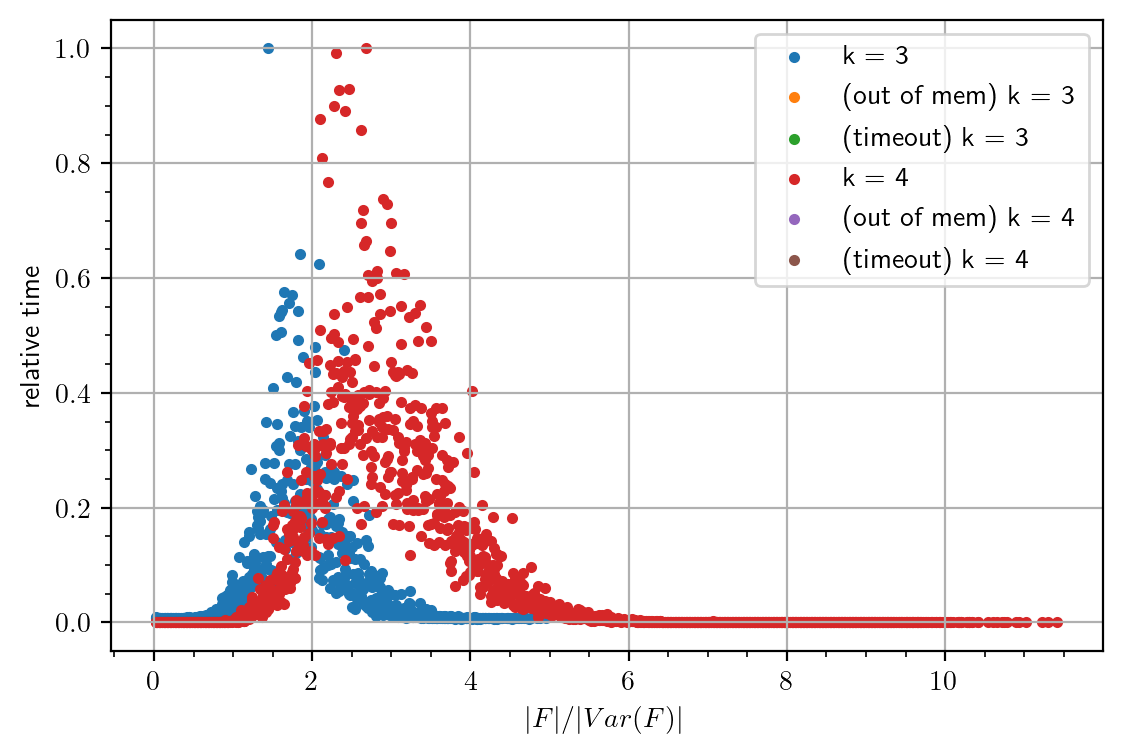 1.0
0.8
0.6
0.4
0.2
0.0
relative time
0 2 4 6 8 10
|F|/|Var(F)|
k = 3
(out of mem) k = 3
(timeout) k = 3
k = 4
(out of mem) k = 4
(timeout) k = 4